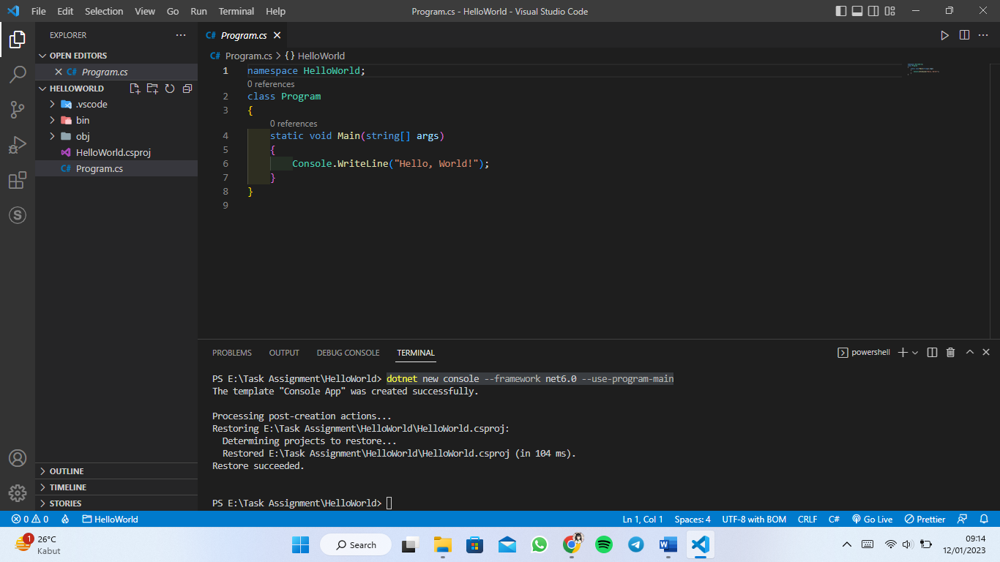 File Edit Selection View Go Run Terminal Help
Program.cs - HelloWorld - Visual Studio Code
EXPLORER
OPEN EDITORS
C# Program.cs
HELLOWORLD
.vscode
bin
obj
HelloWorld.csproj
C# Program.cs
OUTLINE
TIMELINE
STORIES
C# Program.cs
C# Program.cs > {} HelloWorld
1 namespace HelloWorld;
0 references
2 class Program
3 {
0 references
4 static void Main(string[] args)
5 {
6 Console.WriteLine("Hello, World!");
7 }
8 }
9
PROBLEMS OUTPUT DEBUG CONSOLE TERMINAL
powershell
PS E:\Task Assignment\HelloWorld> dotnet new console --framework net6.0 --use-program-main
The template "Console App" was created successfully.
Processing post-creation actions...
Restoring E:\Task Assignment\HelloWorld\HelloWorld.csproj:
Determining projects to restore...
Restored E:\Task Assignment\HelloWorld\HelloWorld.csproj (in 104 ms).
Restore succeeded.
PS E:\Task Assignment\HelloWorld>
0 0 HelloWorld
Ln 1, Col 1 Spaces: 4 UTF-8 with BOM CRLF C# Go Live Prettier
1
26°C
Kabut
Search
09:14
12/01/2023